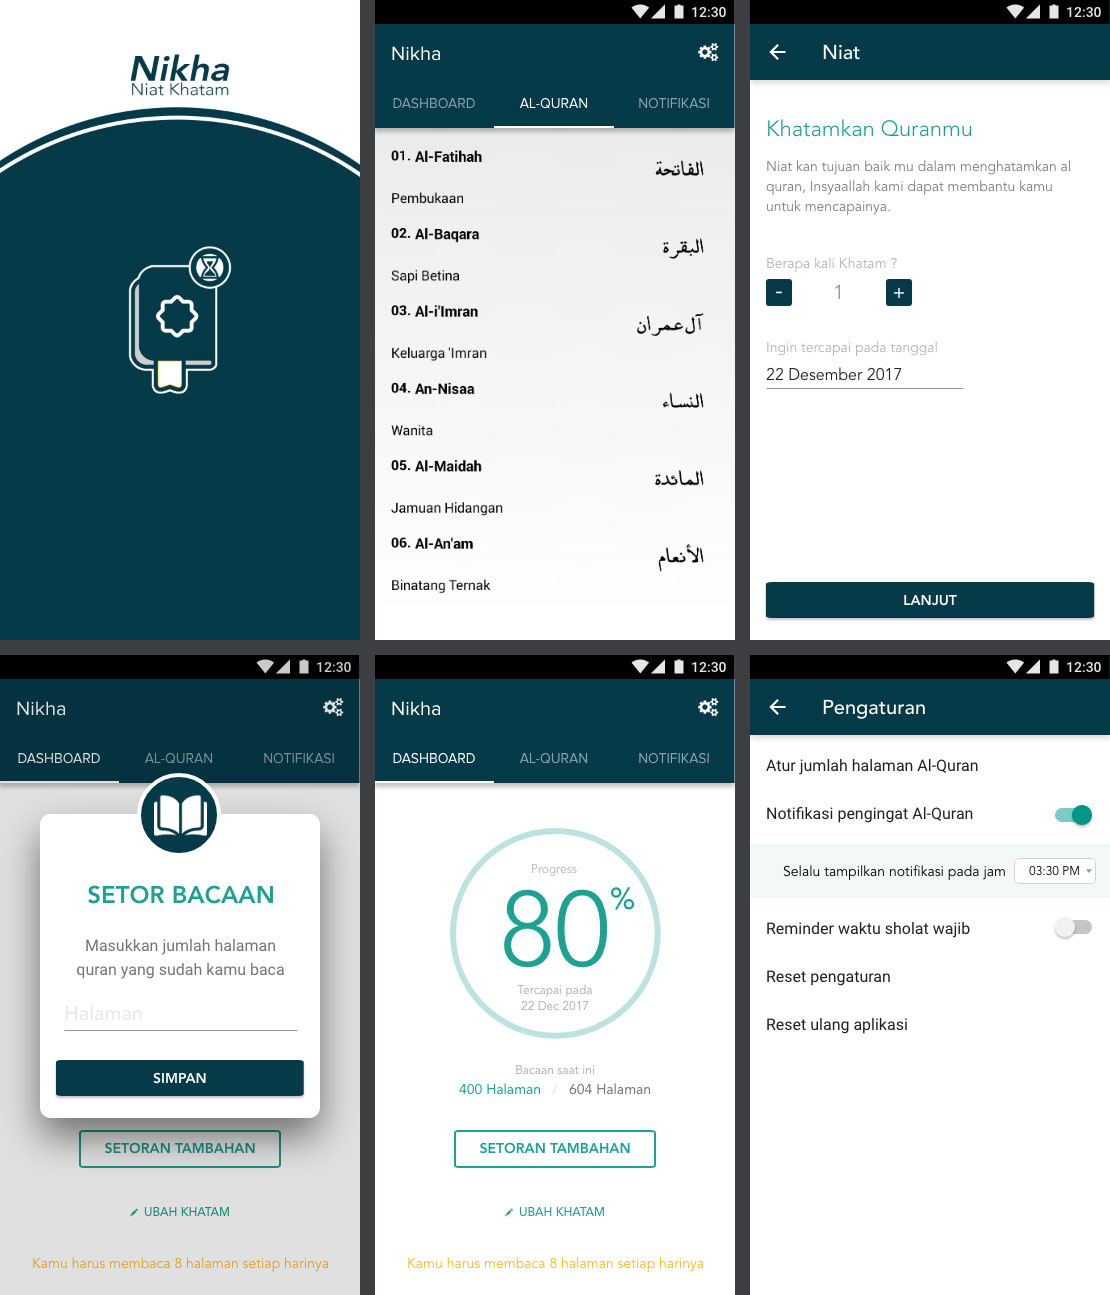 Nikha
Niat Khatam
12:30
Nikha
DASHBOARD AL-QURAN NOTIFIKASI
01. Al-Fatihah
الفاتحة
Pembukaan
02. Al-Baqara
البقرة
Sapi Betina
03. Al-i'Imran
آل عمران
Keluarga 'Imran
04. An-Nisaa
النساء
Wanita
05. Al-Maidah
المائدة
Jamuan Hidangan
06. Al-An'am
الأنعام
Binatang Ternak
12:30
Niat
Khatamkan Quranmu
Niat kan tujuan baik mu dalam menghatamkan al
quran, Insyaallah kami dapat membantu kamu
untuk mencapainya.
Berapa kali Khatam ?
- 1 +
Ingin tercapai pada tanggal
22 Desember 2017
LANJUT
12:30
Nikha
DASHBOARD AL-QURAN NOTIFIKASI
SETOR BACAAN
Masukkan jumlah halaman
quran yang sudah kamu baca
Halaman
SIMPAN
SETORAN TAMBAHAN
UBAH KHATAM
Kamu harus membaca 8 halaman setiap harinya
12:30
Nikha
DASHBOARD AL-QURAN NOTIFIKASI
Progress
80%
Tercapai pada
22 Dec 2017
Bacaan saat ini
400 Halaman / 604 Halaman
SETORAN TAMBAHAN
UBAH KHATAM
Kamu harus membaca 8 halaman setiap harinya
12:30
Pengaturan
Atur jumlah halaman Al-Quran
Notifikasi pengingat Al-Quran
Selalu tampilkan notifikasi pada jam 03:30 PM
Reminder waktu sholat wajib
Reset pengaturan
Reset ulang aplikasi